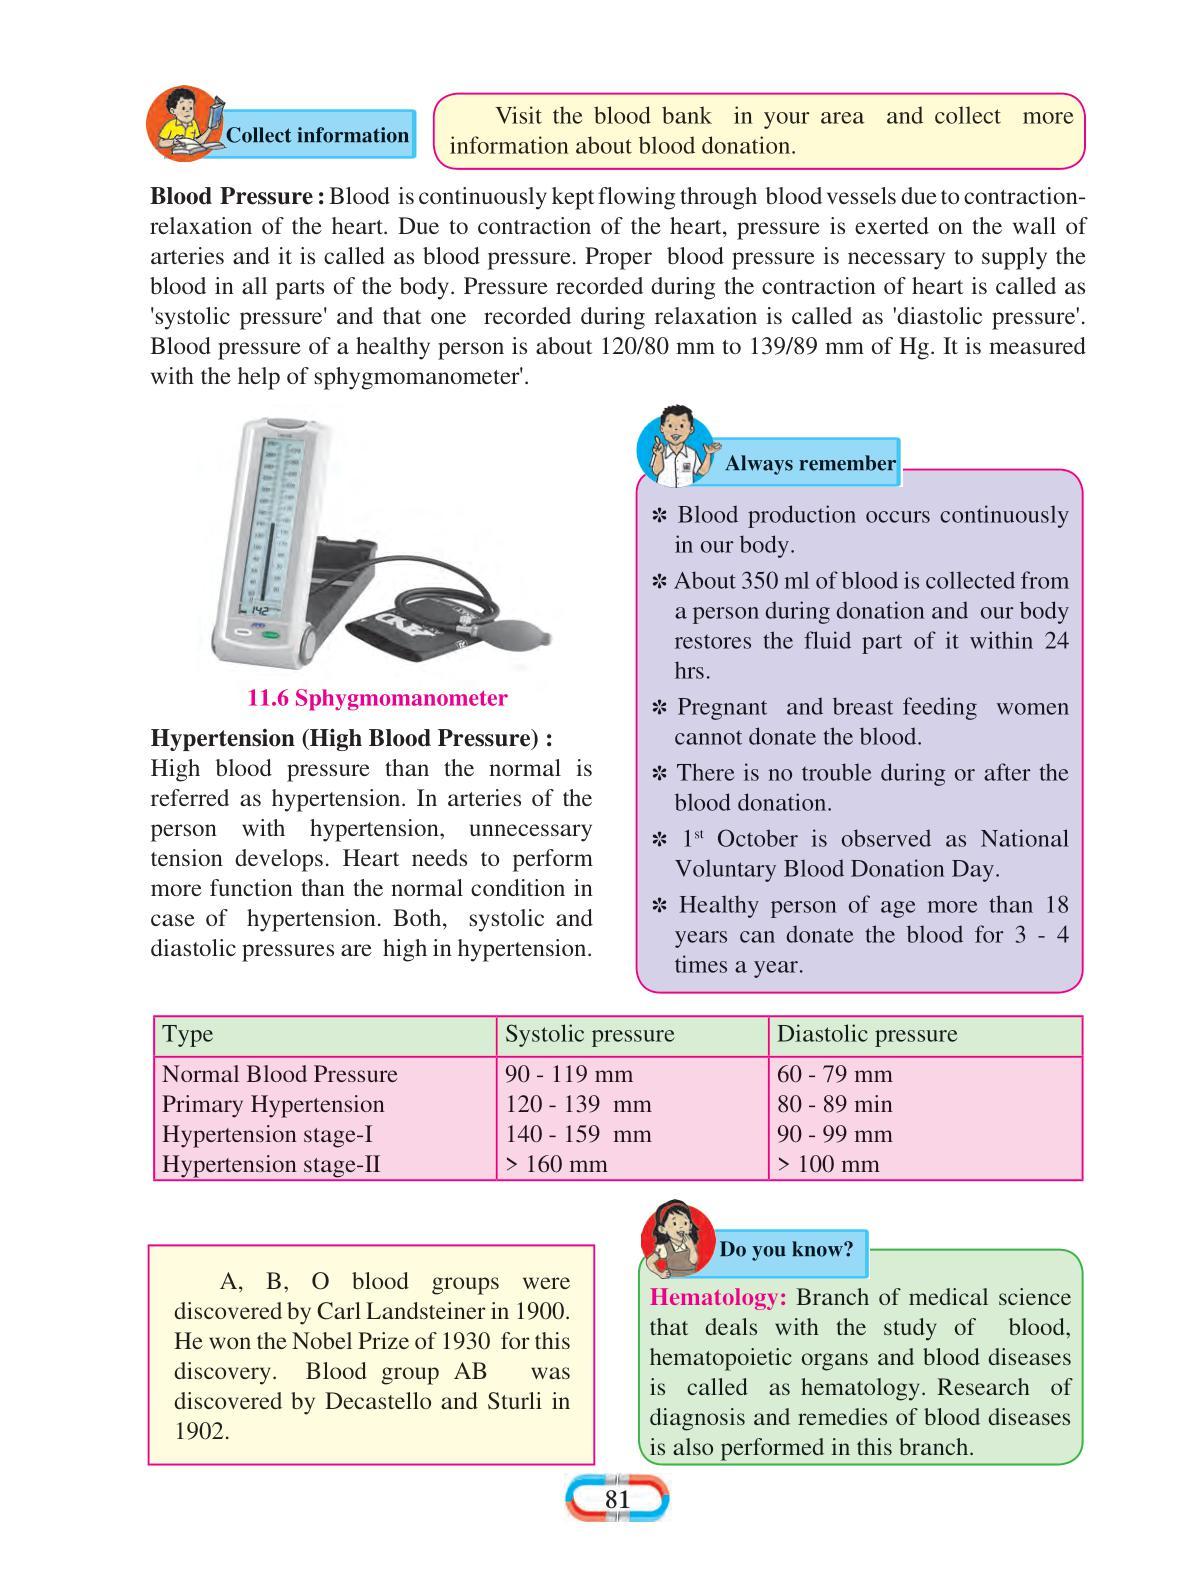 Collect information
Visit the blood bank in your area and collect more
information about blood donation.
Blood Pressure : Blood is continuously kept flowing through blood vessels due to contraction-
relaxation of the heart. Due to contraction of the heart, pressure is exerted on the wall of
arteries and it is called as blood pressure. Proper blood pressure is necessary to supply the
blood in all parts of the body. Pressure recorded during the contraction of heart is called as
'systolic pressure' and that one recorded during relaxation is called as 'diastolic pressure'.
Blood pressure of a healthy person is about 120/80 mm to 139/89 mm of Hg. It is measured
with the help of sphygmomanometer'.
142
11.6 Sphygmomanometer
Hypertension (High Blood Pressure) :
High blood pressure than the normal is
referred as hypertension. In arteries of the
person with hypertension, unnecessary
tension develops. Heart needs to perform
more function than the normal condition in
case of hypertension. Both, systolic and
diastolic pressures are high in hypertension.
Always remember
✻ Blood production occurs continuously
in our body.
✻ About 350 ml of blood is collected from
a person during donation and our body
restores the fluid part of it within 24
hrs.
✻ Pregnant and breast feeding women
cannot donate the blood.
✻ There is no trouble during or after the
blood donation.
✻ 1st October is observed as National
Voluntary Blood Donation Day.
✻ Healthy person of age more than 18
years can donate the blood for 3 - 4
times a year.
Type Systolic pressure Diastolic pressure
Normal Blood Pressure 90 - 119 mm 60 - 79 mm
Primary Hypertension 120 - 139 mm 80 - 89 min
Hypertension stage-I 140 - 159 mm 90 - 99 mm
Hypertension stage-II > 160 mm > 100 mm
A, B, O blood groups were
discovered by Carl Landsteiner in 1900.
He won the Nobel Prize of 1930 for this
discovery. Blood group AB was
discovered by Decastello and Sturli in
1902.
Do you know?
Hematology: Branch of medical science
that deals with the study of blood,
hematopoietic organs and blood diseases
is called as hematology. Research of
diagnosis and remedies of blood diseases
is also performed in this branch.
81